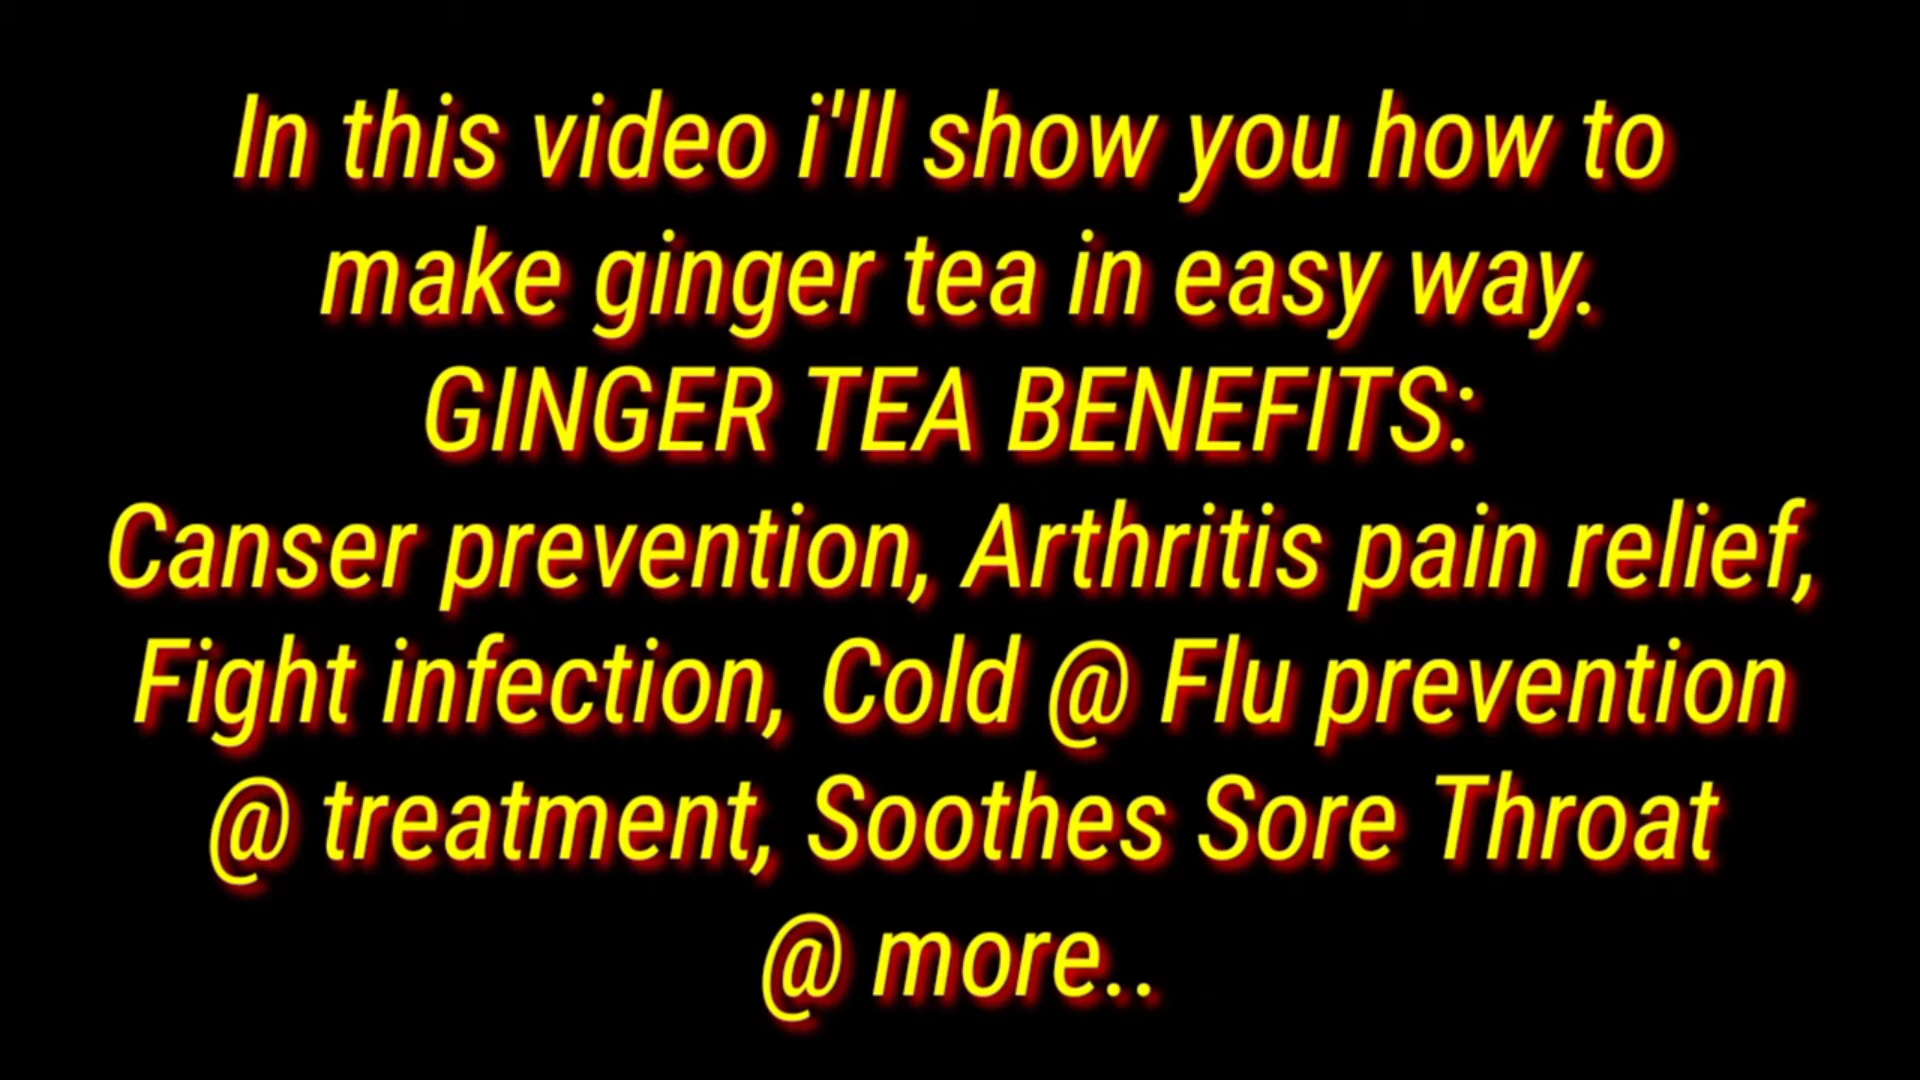 In this video i'll show you how to
make ginger tea in easy way.
GINGER TEA BENEFITS:
Canser prevention, Arthritis pain relief,
Fight infection, Cold @ Flu prevention
@ treatment, Soothes Sore Throat
@ more..